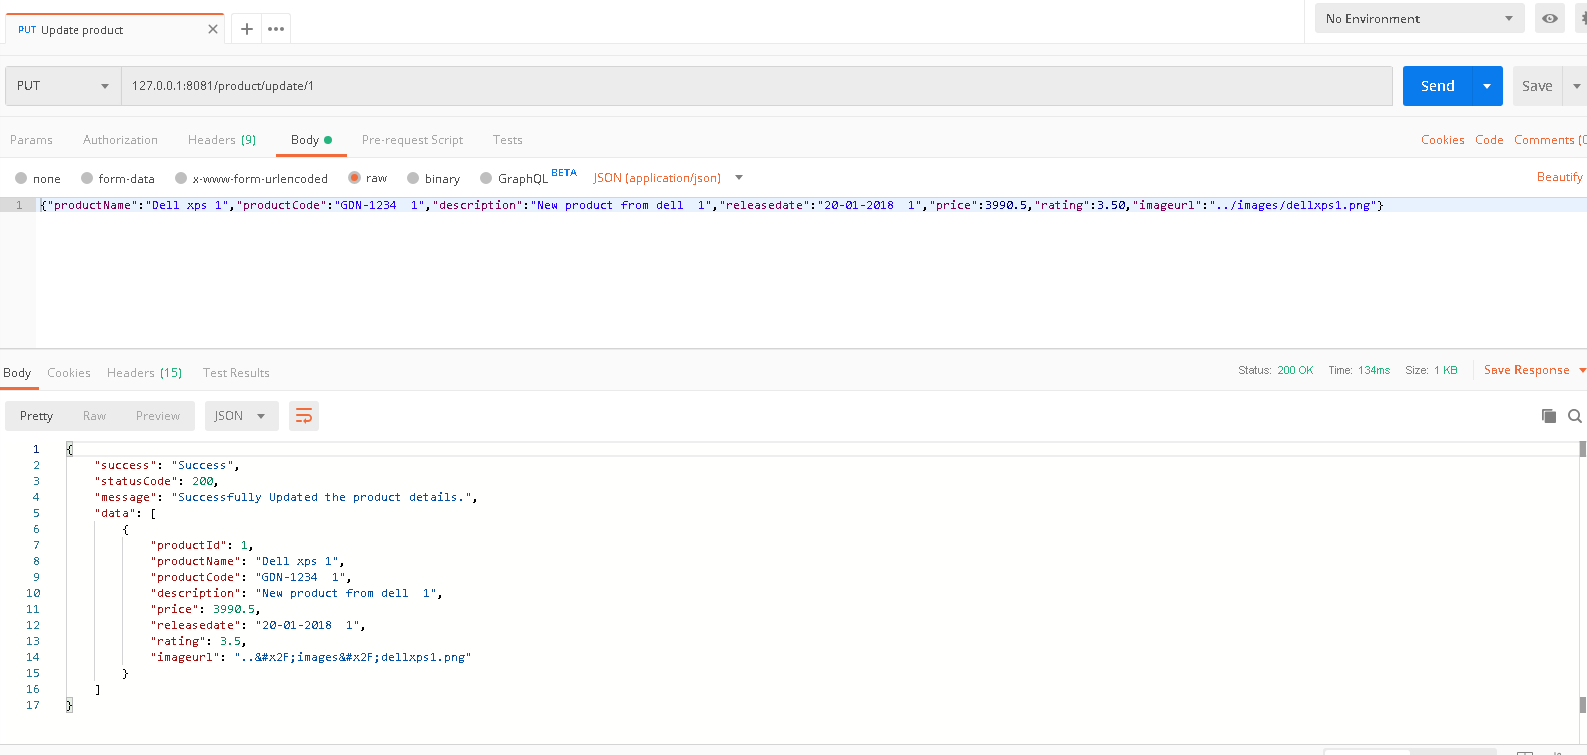 PUT Update product
No Environment
PUT 127.0.0.1:8081/product/update/1 Send Save
Params Authorization Headers (9) Body Pre-request Script Tests Cookies Code Comments (0
none form-data x-www-form-urlencoded raw binary GraphQL BETA JSON (application/json) Beautify
1 {"productName":"Dell xps 1","productCode":"GDN-1234  1","description":"New product from dell  1","releasedate":"20-01-2018  1","price":3990.5,"rating":3.50,"imageurl":"../images/dellxps1.png"}
Body Cookies Headers (15) Test Results Status: 200 OK Time: 134ms Size: 1 KB Save Response
Pretty Raw Preview JSON
1 {
2 "success": "Success",
3 "statusCode": 200,
4 "message": "Successfully Updated the product details.",
5 "data": [
6 {
7 "productId": 1,
8 "productName": "Dell xps 1",
9 "productCode": "GDN-1234  1",
10 "description": "New product from dell  1",
11 "price": 3990.5,
12 "releasedate": "20-01-2018  1",
13 "rating": 3.5,
14 "imageurl": "..&#x2F;images&#x2F;dellxps1.png"
15 }
16 ]
17 }